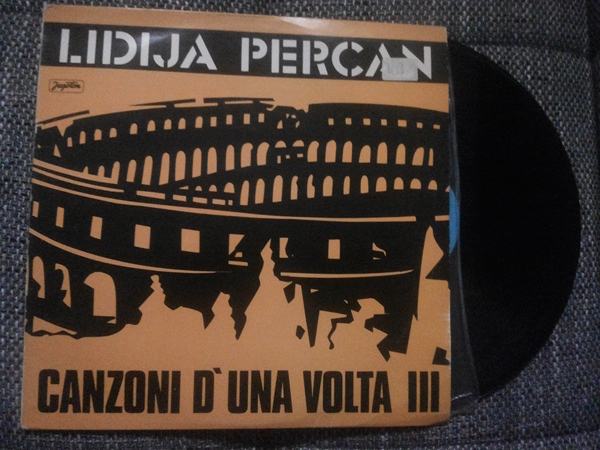 LIDIJA PERCAN
Jugoton
CANZONI D`UNA VOLTA III